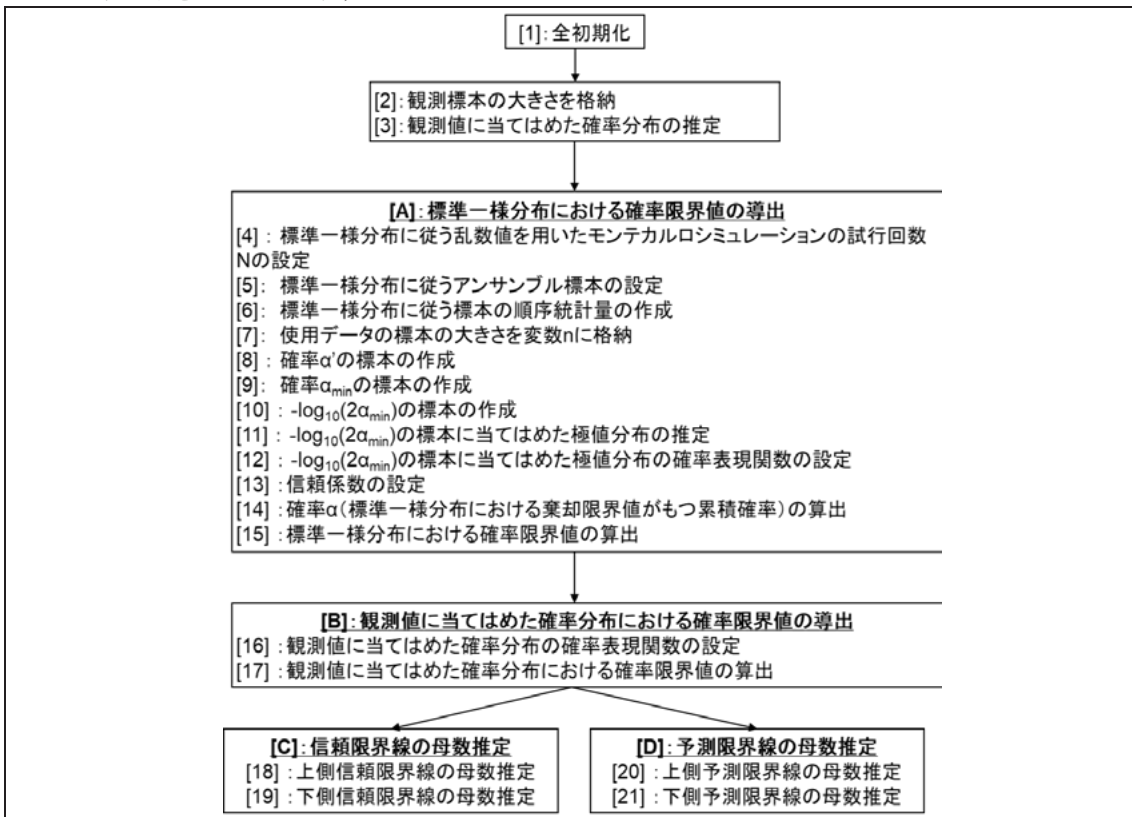 [1]:全初期化
[2]:観測標本の大きさを格納
[3]:観測値に当てはめた確率分布の推定
[A]:標準一様分布における確率限界値の導出
[4]: 標準一様分布に従う乱数値を用いたモンテカルロシミュレーションの試行回数
Nの設定
[5]: 標準一様分布に従うアンサンブル標本の設定
[6]: 標準一様分布に従う標本の順序統計量の作成
[7]: 使用データの標本の大きさを変数nに格納
[8]: 確率α'の標本の作成
[9]: 確率αminの標本の作成
[10]:-log10(2αmin)の標本の作成
[11]:-log10(2αmin)の標本に当てはめた極値分布の推定
[12]:-log10(2αmin)の標本に当てはめた極値分布の確率表現関数の設定
[13]:信頼係数の設定
[14]:確率α(標準一様分布における棄却限界値がもつ累積確率)の算出
[15]:標準一様分布における確率限界値の算出
[B]:観測値に当てはめた確率分布における確率限界値の導出
[16]:観測値に当てはめた確率分布の確率表現関数の設定
[17]:観測値に当てはめた確率分布における確率限界値の算出
[C]:信頼限界線の母数推定
[18]:上側信頼限界線の母数推定
[19]:下側信頼限界線の母数推定
[D]:予測限界線の母数推定
[20]:上側予測限界線の母数推定
[21]:下側予測限界線の母数推定